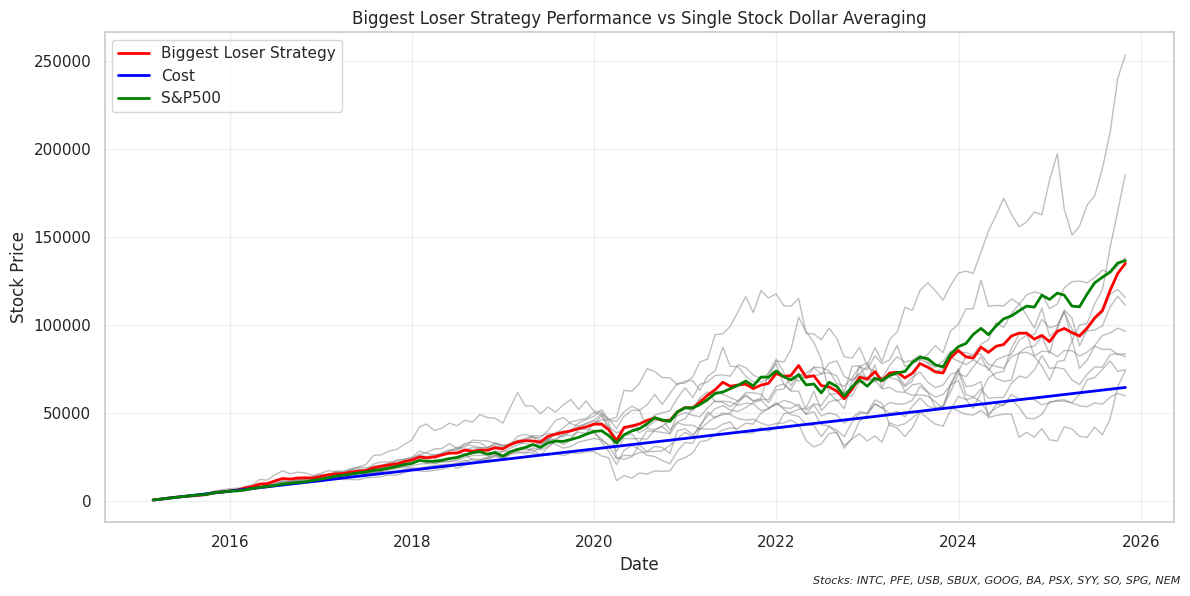 Biggest Loser Strategy Performance vs Single Stock Dollar Averaging
Biggest Loser Strategy
Cost
S&P500
Stock Price
250000
200000
150000
100000
50000
0
2016
2018
2020
2022
2024
2026
Date
Stocks: INTC, PFE, USB, SBUX, GOOG, BA, PSX, SYY, SO, SPG, NEM